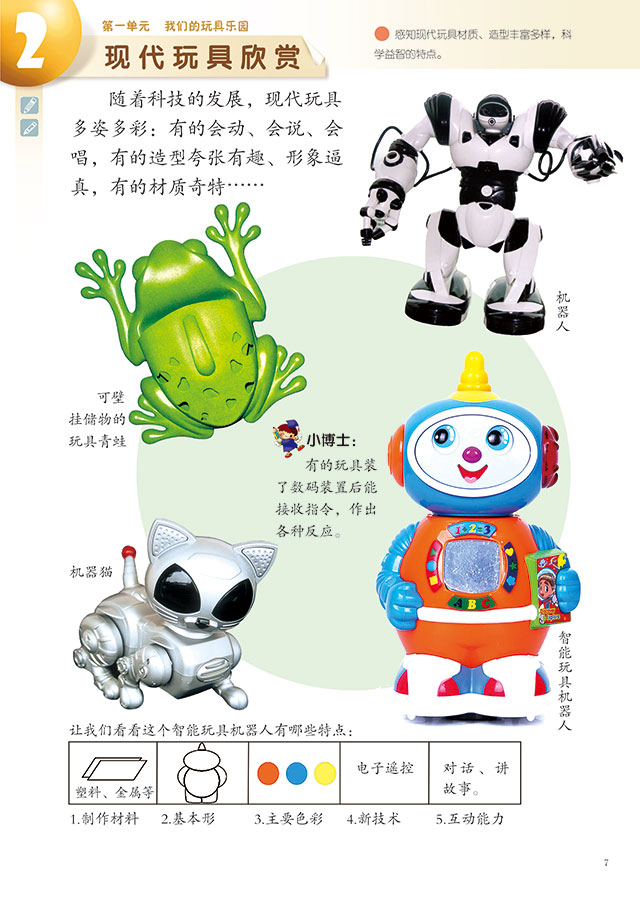 2
第一单元 我们的玩具乐园
现代玩具欣赏
感知现代玩具材质、造型丰富多样，科
学益智的特点。
随着科技的发展，现代玩具
多姿多彩：有的会动、会说、会
唱，有的造型夸张有趣、形象逼
真，有的材质奇特……
机器人
可壁
挂储物的
玩具青蛙
小博士：
有的玩具装
了数码装置后能
接收指令，作出
各种反应。
机器猫
1+2=3
ABC
智能玩具机器人
让我们看看这个智能玩具机器人有哪些特点：
塑料、金属等
电子遥控
对话、讲
故事。
1.制作材料
2.基本形
3.主要色彩
4.新技术
5.互动能力
7